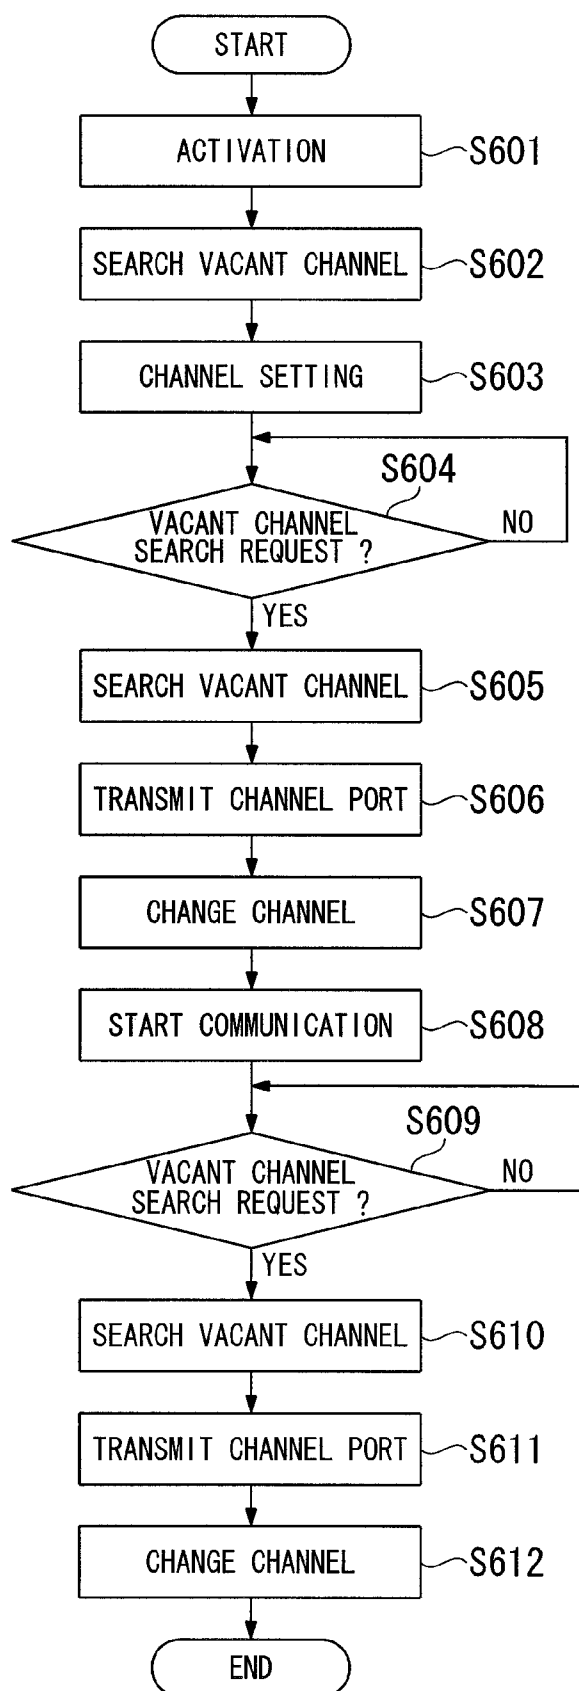 START
ACTIVATION
S601
SEARCH VACANT CHANNEL
S602
CHANNEL SETTING
S603
S604
VACANT CHANNEL
SEARCH REQUEST ?
NO
YES
SEARCH VACANT CHANNEL
S605
TRANSMIT CHANNEL PORT
S606
CHANGE CHANNEL
S607
START COMMUNICATION
S608
S609
VACANT CHANNEL
SEARCH REQUEST ?
NO
YES
SEARCH VACANT CHANNEL
S610
TRANSMIT CHANNEL PORT
S611
CHANGE CHANNEL
S612
END